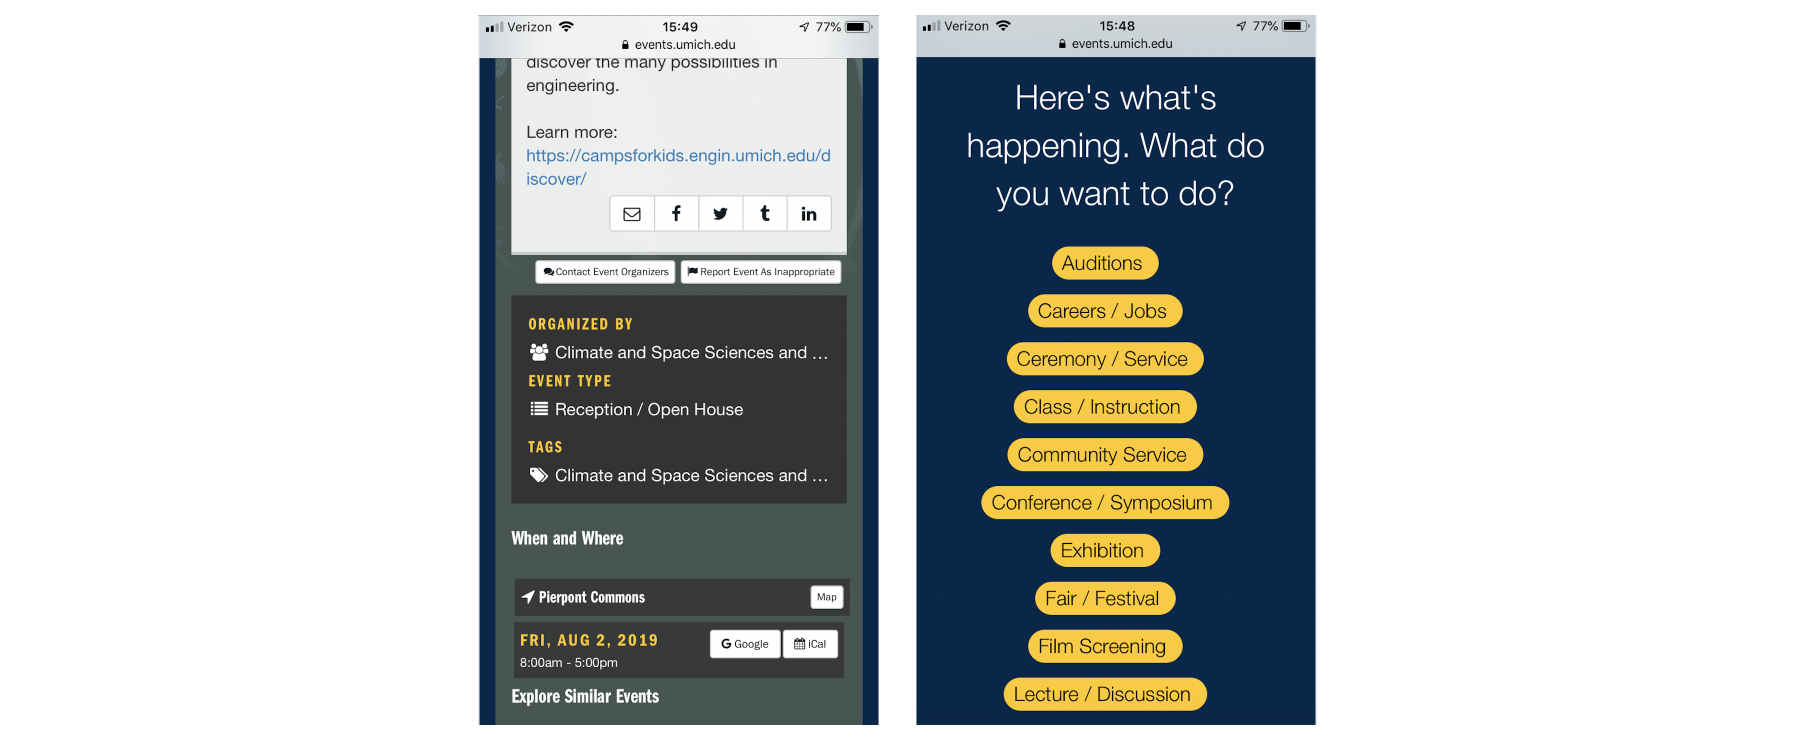 Verizon 15:49 77%
events.umich.edu
discover the many possibilities in
engineering.
Learn more:
https://campsforkids.engin.umich.edu/d
iscover/
f t in
Contact Event Organizers Report Event As Inappropriate
ORGANIZED BY
Climate and Space Sciences and ...
EVENT TYPE
Reception / Open House
TAGS
Climate and Space Sciences and ...
When and Where
Pierpont Commons Map
FRI, AUG 2, 2019 G Google iCal
8:00am - 5:00pm
Explore Similar Events
Verizon 15:48 77%
events.umich.edu
Here's what's
happening. What do
you want to do?
Auditions
Careers / Jobs
Ceremony / Service
Class / Instruction
Community Service
Conference / Symposium
Exhibition
Fair / Festival
Film Screening
Lecture / Discussion